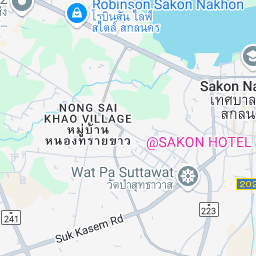 Robinson Sakon Nakhon
โรบินสัน ไลฟ์
สไตล์ สกลนคร
Sakon Na
เทศบาล
สกลน
NONG SAI
KHAO VILLAGE
หมู่บ้าน
หนองทรายขาว
@SAKON HOTEL
Wat Pa Suttawat
วัดป่าสุทธาวาส
241
223
Suk Kasem Rd